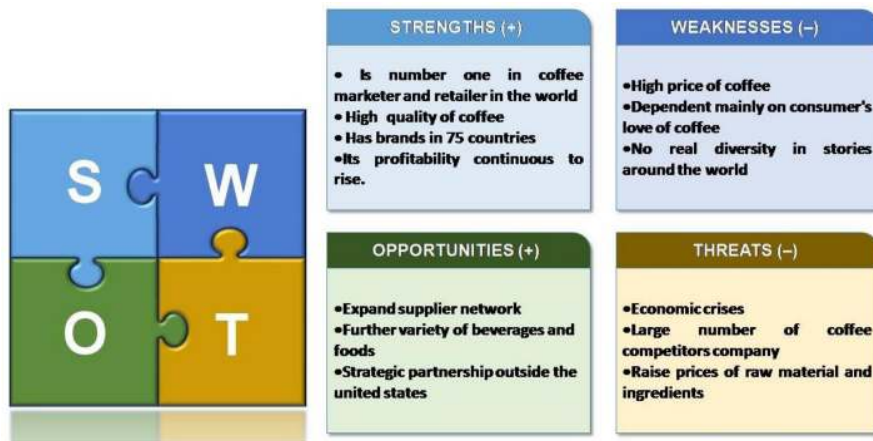 S
W
O
T
STRENGTHS (+)
• Is number one in coffee
marketer and retailer in the world
•High quality of coffee
•Has brands in 75 countries
•Its profitability continuous to
rise.
WEAKNESSES (–)
•High price of coffee
•Dependent mainly on consumer's
love of coffee
•No real diversity in stories
around the world
OPPORTUNITIES (+)
•Expand supplier network
•Further variety of beverages and
foods
•Strategic partnership outside the
united states
THREATS (–)
•Economic crises
•Large number of coffee
competitors company
•Raise prices of raw material and
ingredients